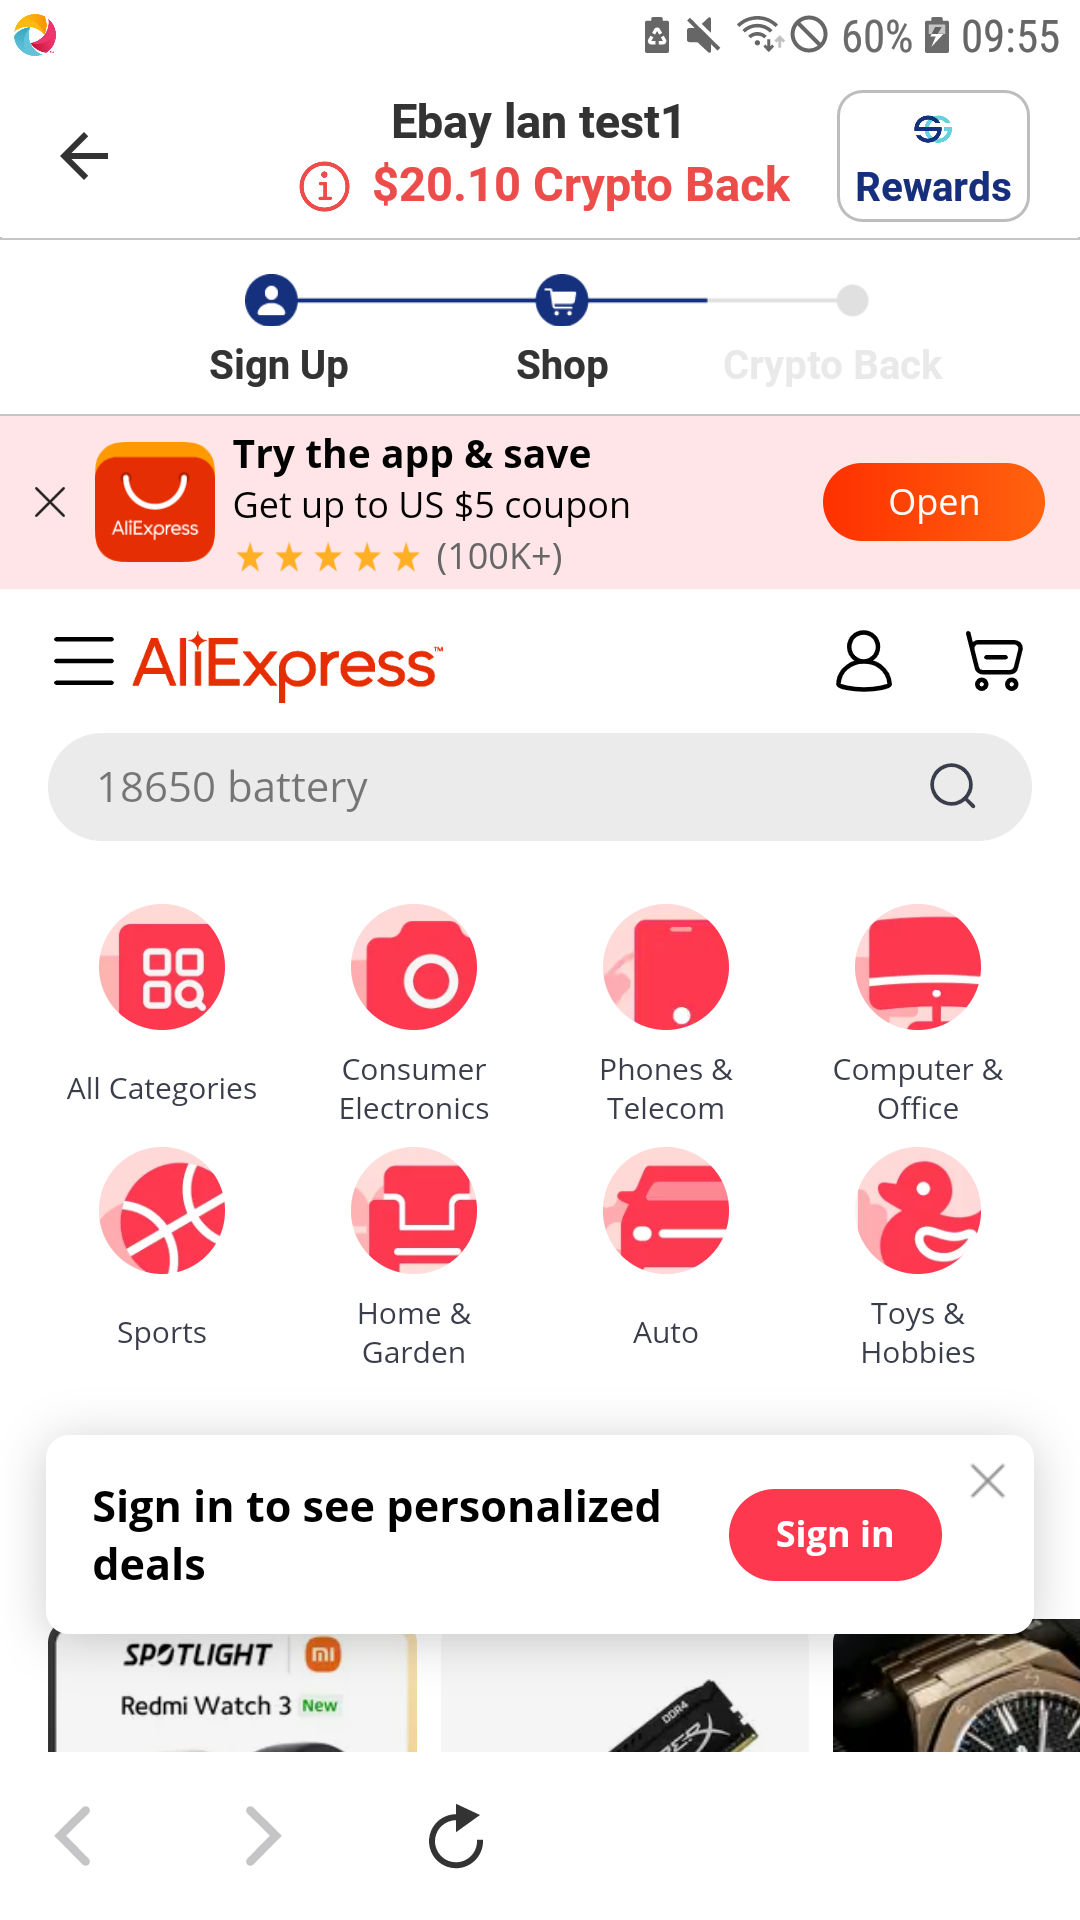 60% 09:55
Ebay lan test1
$20.10 Crypto Back
Rewards
Sign Up
Shop
Crypto Back
Try the app & save
Get up to US $5 coupon
(100K+)
AliExpress
Open
AliExpress™
18650 battery
All Categories
Consumer
Electronics
Phones &
Telecom
Computer &
Office
Sports
Home &
Garden
Auto
Toys &
Hobbies
Sign in to see personalized
deals
Sign in
SPOTLIGHT
mi
Redmi Watch 3 New
DDR4